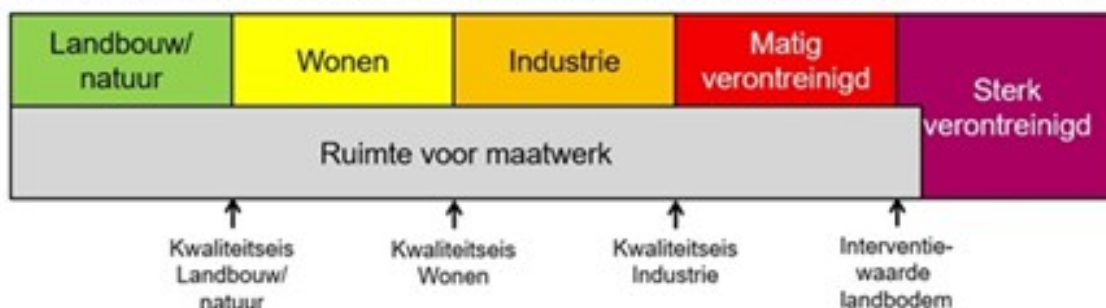 Landbouw/
natuur
Wonen
Industrie
Matig
verontreinigd
Sterk
verontreinigd
Ruimte voor maatwerk
Kwaliteitseis
Landbouw/
natuur
Kwaliteitseis
Wonen
Kwaliteitseis
Industrie
Interventie-
waarde
landbodem